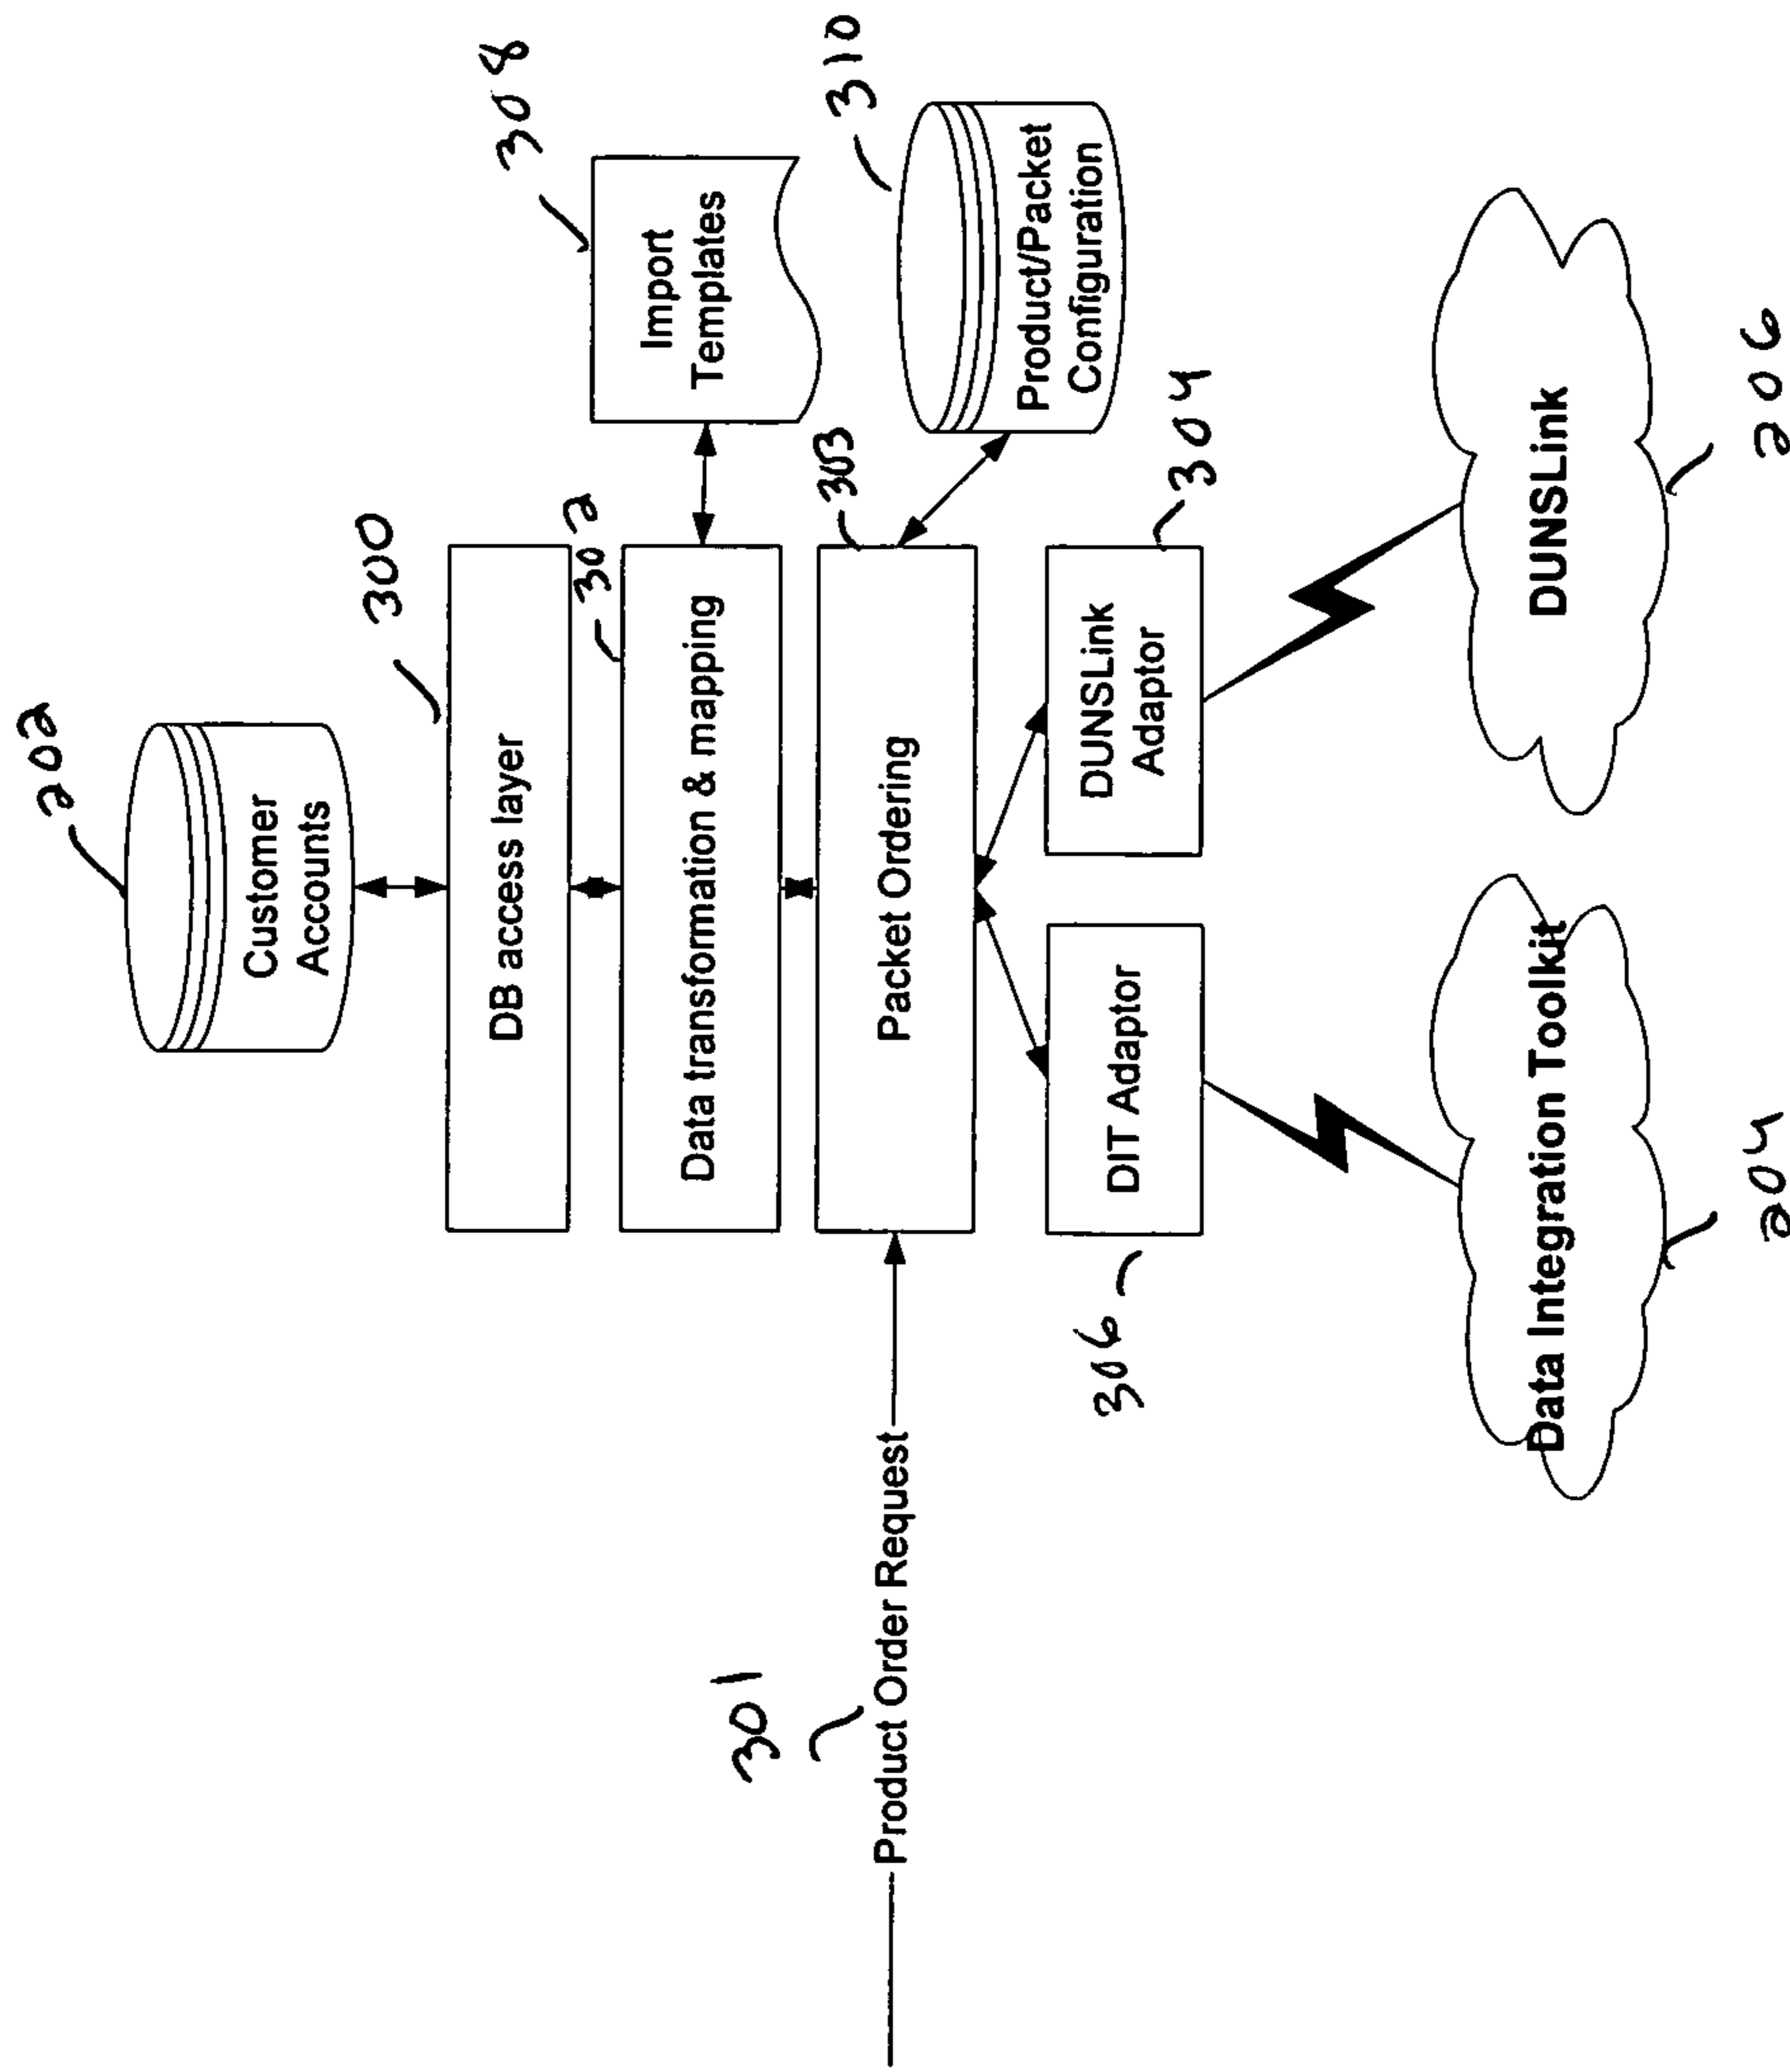 202
Customer
Accounts
300
DB access layer
302
Data transformation & mapping
308
Import
Templates
301
Product Order Request
303
Packet Ordering
310
Product/Packet
Configuration
306
DIT Adaptor
304
DUNSLink
Adaptor
Data Integration Toolkit
204
DUNSLink
206